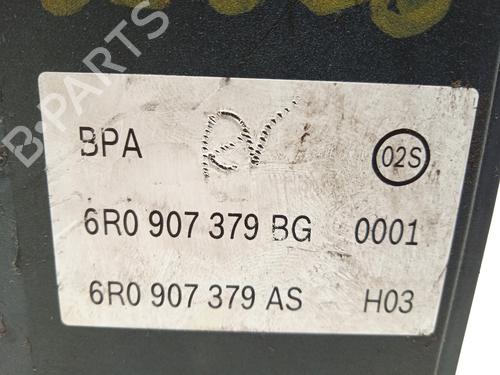 B-PARTS
BPA
02S
6R0 907 379 BG 0001
6R0 907 379 AS H03